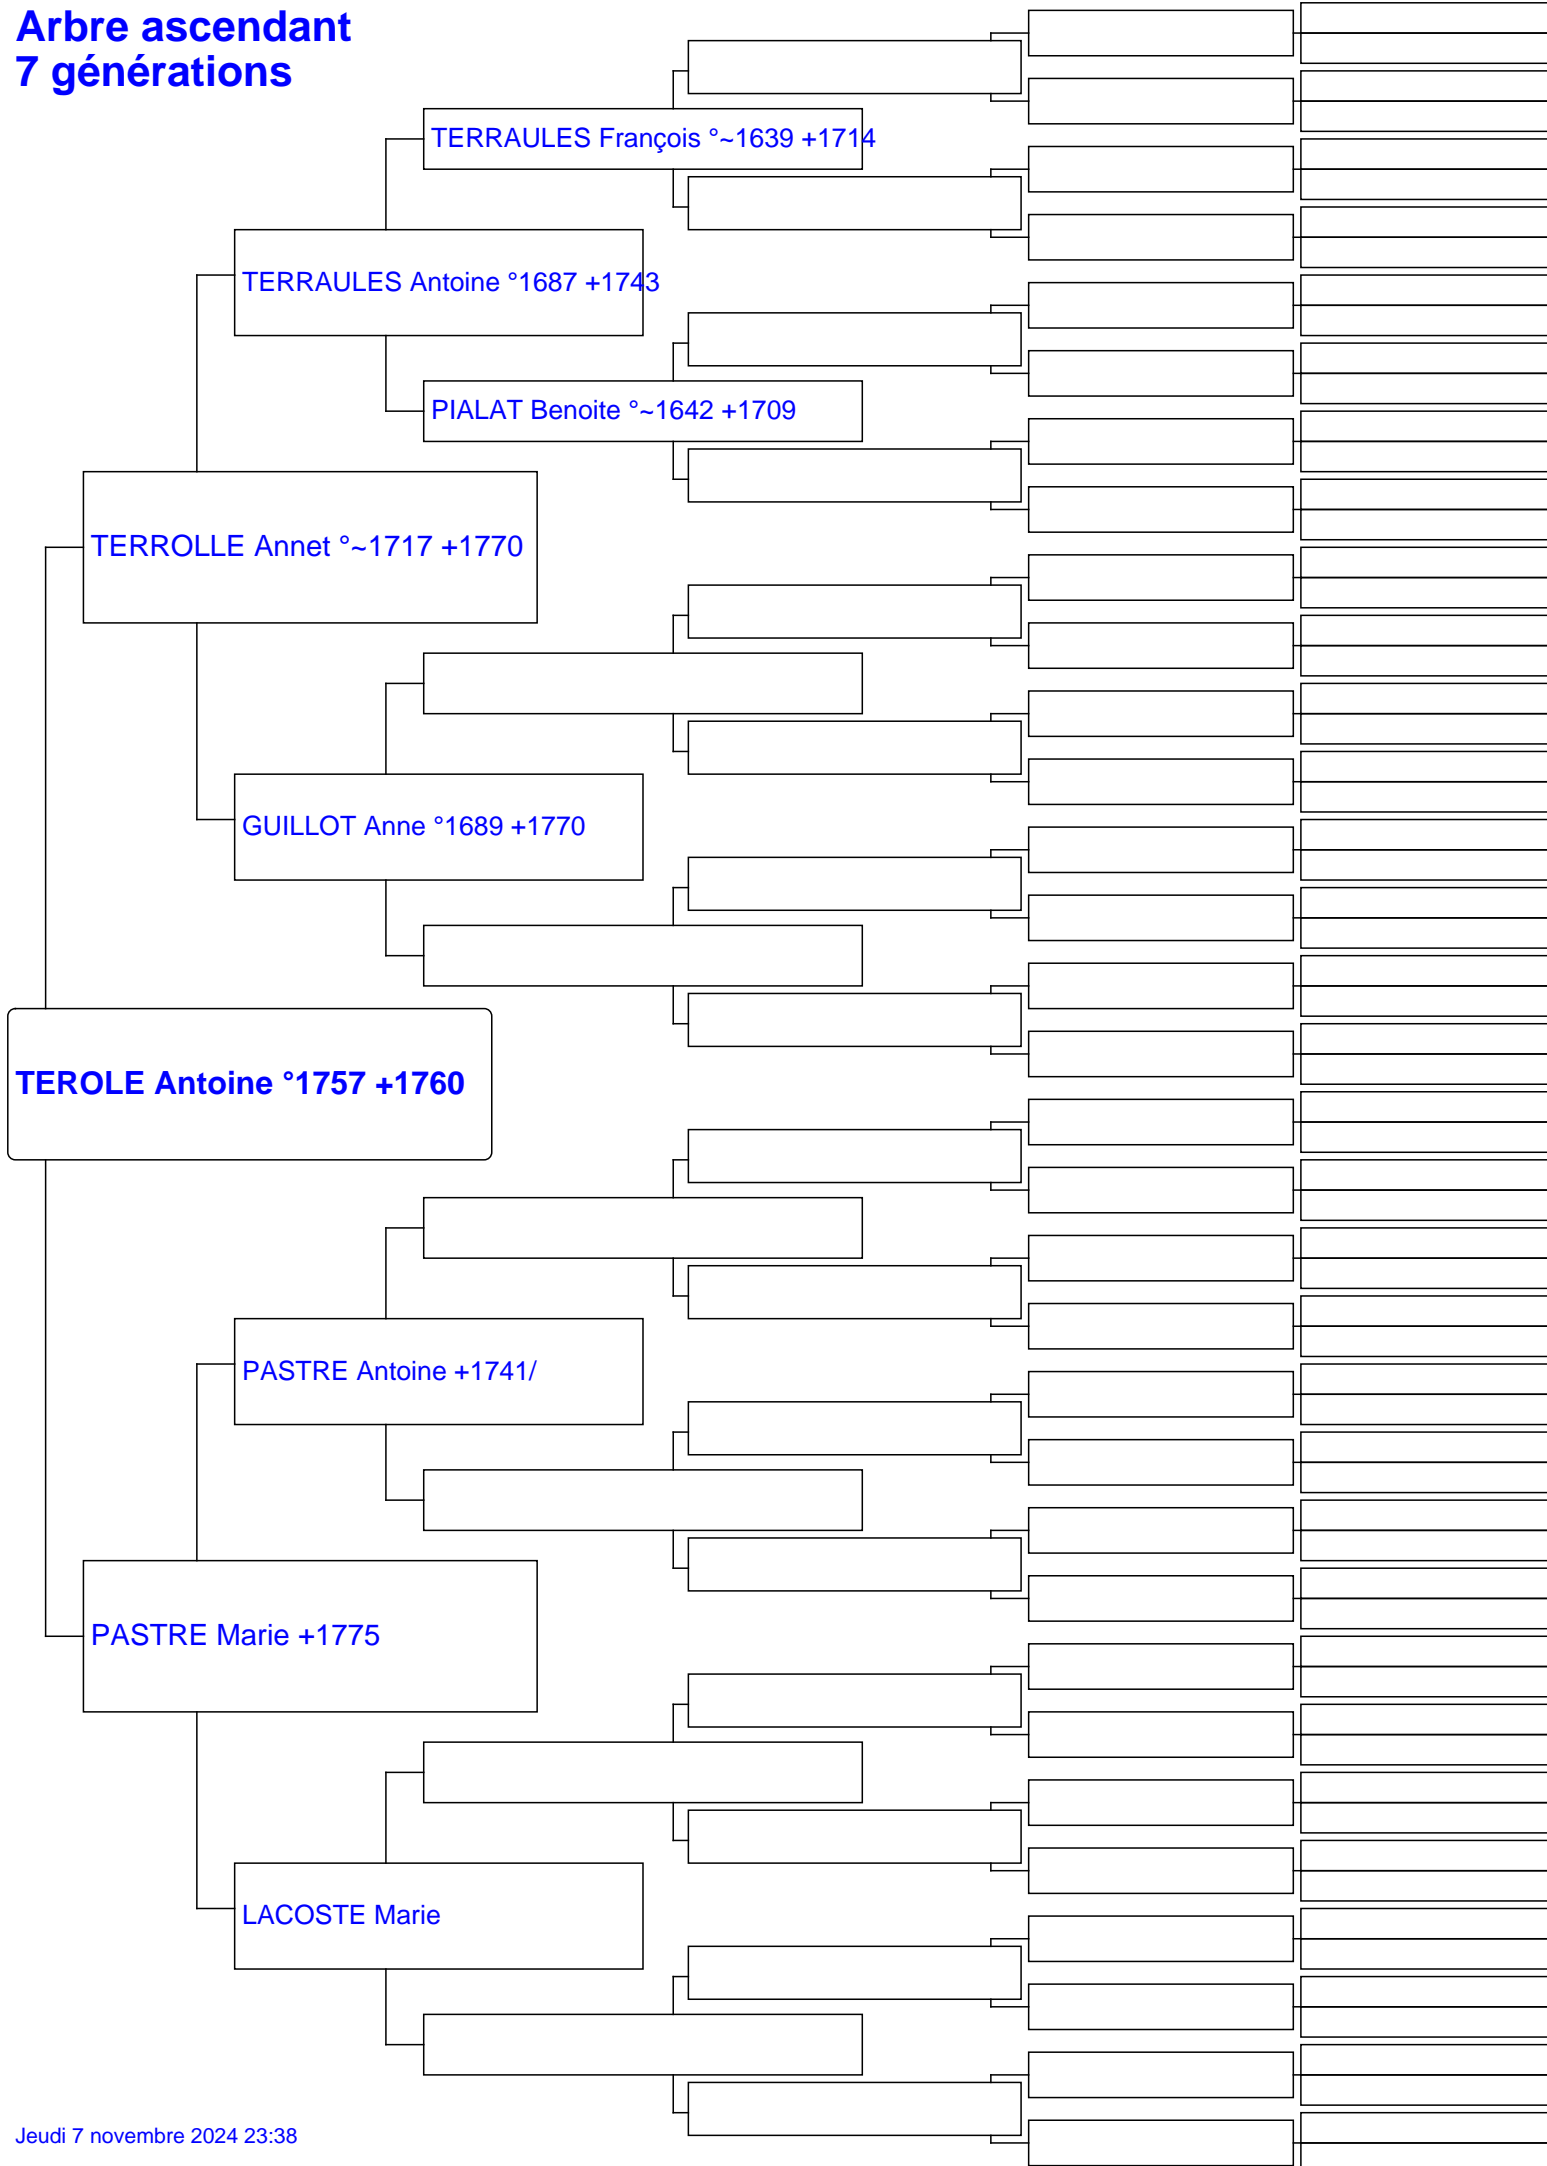 Arbre ascendant
7 générations
TERRAULES François °~1639 +1714
TERRAULES Antoine °1687 +1743
PIALAT Benoite °~1642 +1709
TERROLLE Annet °~1717 +1770
GUILLOT Anne °1689 +1770
TEROLE Antoine °1757 +1760
PASTRE Antoine +1741/
PASTRE Marie +1775
LACOSTE Marie
Jeudi 7 novembre 2024 23:38